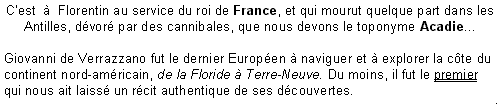 C'est à Florentin au service du roi de France, et qui mourut quelque part dans les
Antilles, dévoré par des cannibales, que nous devons le toponyme Acadie...
Giovanni de Verrazzano fut le dernier Européen à naviguer et à explorer la côte du
continent nord-américain, de la Floride à Terre-Neuve. Du moins, il fut le premier
qui nous ait laissé un récit authentique de ses découvertes.